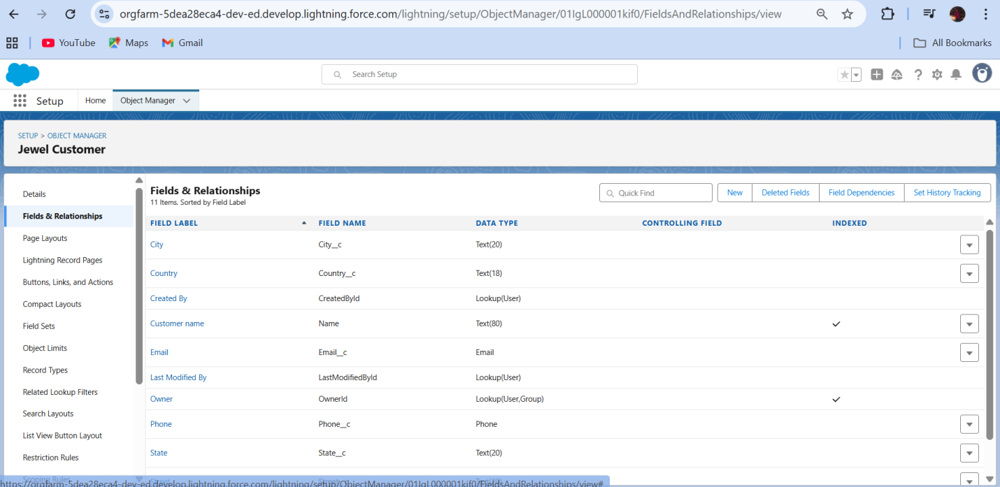 orgfarm-5dea28eca4-dev-ed.develop.lightning.force.com/lightning/setup/ObjectManager/01IgL000001kif0/FieldsAndRelationships/view
YouTube Maps Gmail All Bookmarks
Search Setup
Setup Home Object Manager
SETUP > OBJECT MANAGER
Jewel Customer
Details
Fields & Relationships
Page Layouts
Lightning Record Pages
Buttons, Links, and Actions
Compact Layouts
Field Sets
Object Limits
Record Types
Related Lookup Filters
Search Layouts
List View Button Layout
Restriction Rules
Scoping Rules
Fields & Relationships
11 Items, Sorted by Field Label
Quick Find New Deleted Fields Field Dependencies Set History Tracking
FIELD LABEL FIELD NAME DATA TYPE CONTROLLING FIELD INDEXED
City City__c Text(20)
Country Country__c Text(18)
Created By CreatedById Lookup(User)
Customer name Name Text(80)
Email Email__c Email
Last Modified By LastModifiedById Lookup(User)
Owner OwnerId Lookup(User,Group)
Phone Phone__c Phone
State State__c Text(20)
https://orgfarm-5dea28eca4-dev-ed.develop.lightning.force.com/lightning/setup/ObjectManager/01IgL000001kif0/FieldsAndRelationships/view#